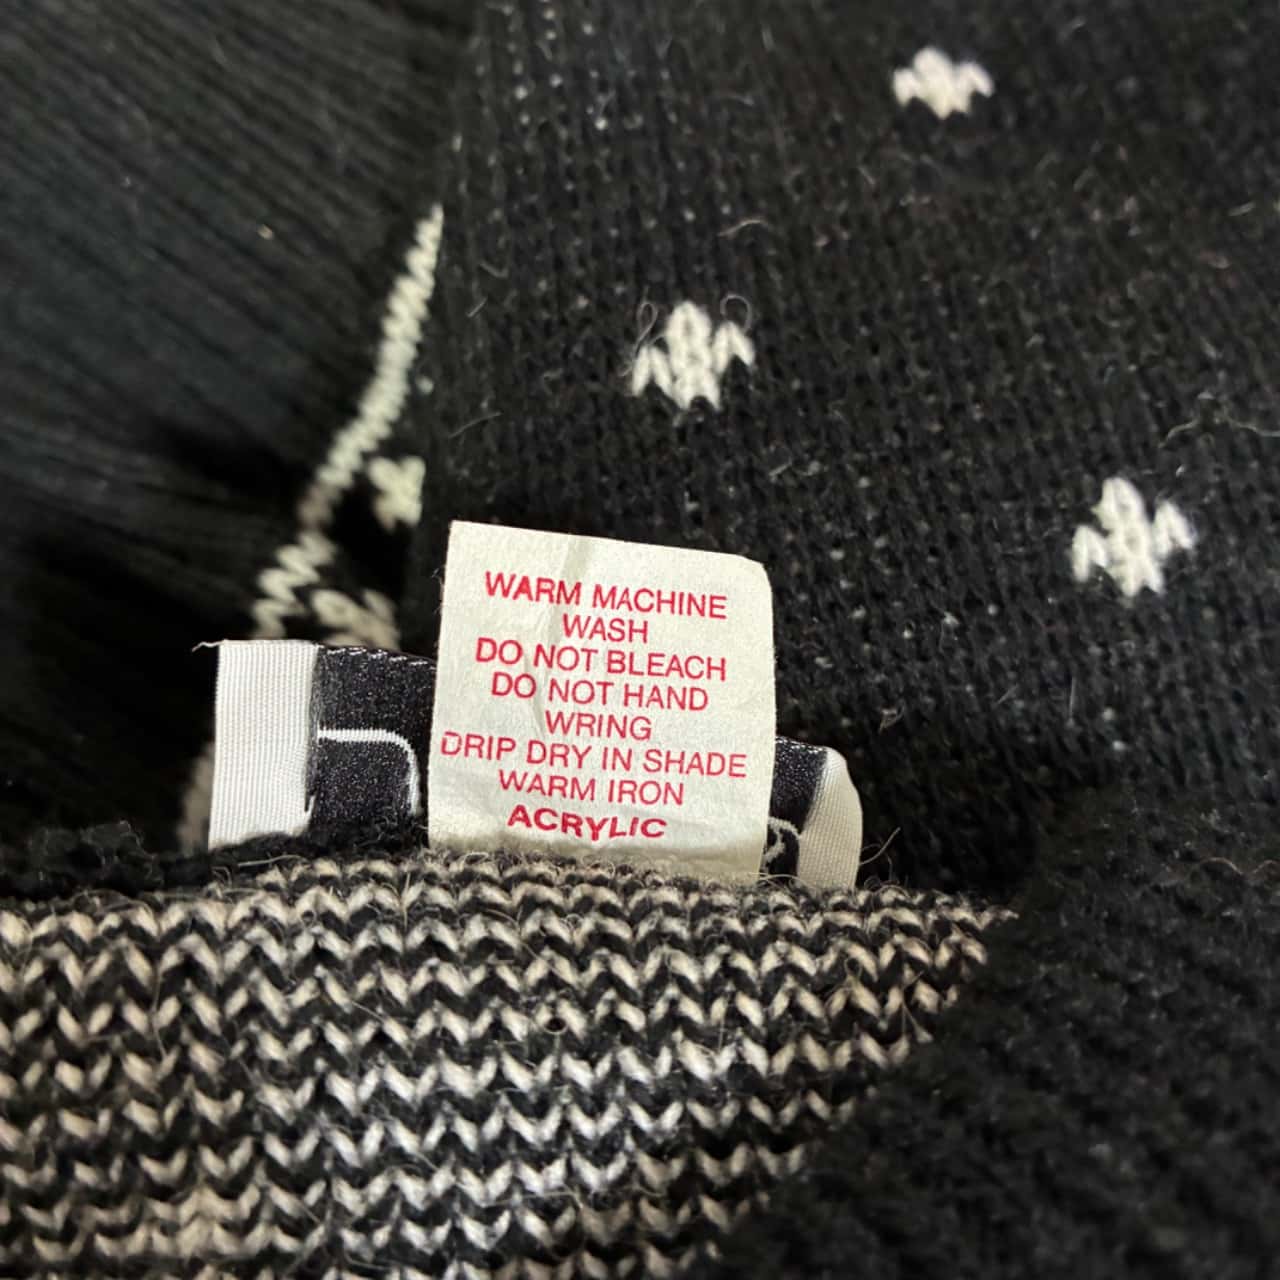 WARM MACHINE
WASH
DO NOT BLEACH
DO NOT HAND
WRING
DRIP DRY IN SHADE
WARM IRON
ACRYLIC